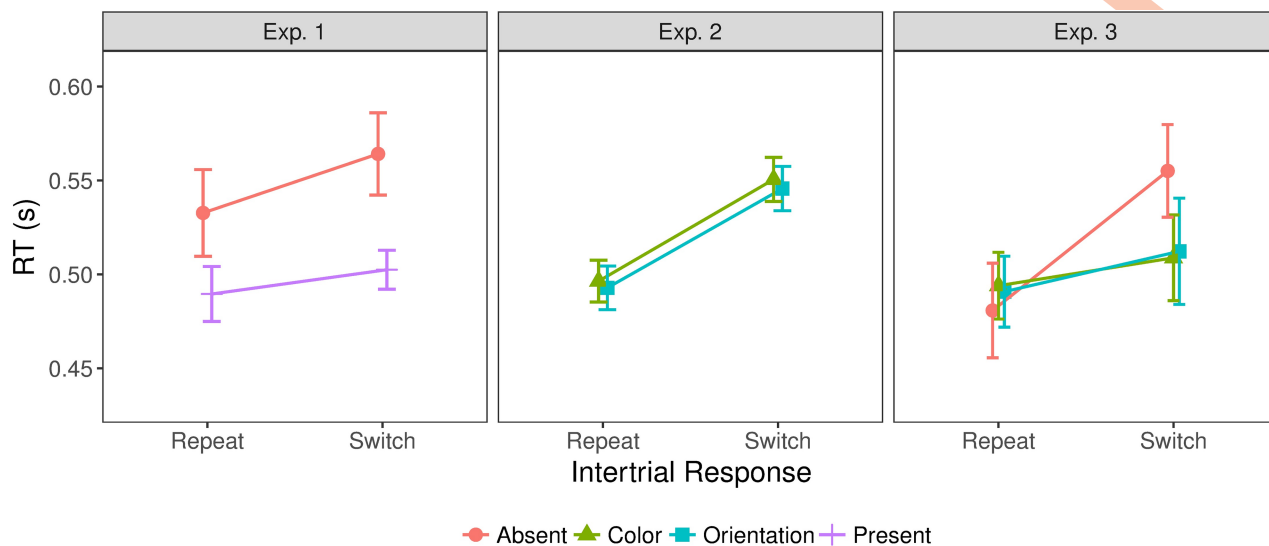 Exp. 1 Exp. 2 Exp. 3
0.60
0.55
0.50
0.45
RT (s)
Repeat Switch Repeat Switch Repeat Switch
Intertrial Response
Absent Color Orientation Present